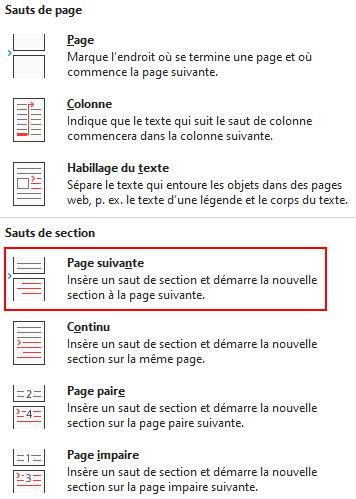 Sauts de page
Page
Marque l'endroit où se termine une page et où
commence la page suivante.
Colonne
Indique que le texte qui suit le saut de colonne
commencera dans la colonne suivante.
Habillage du texte
Sépare le texte qui entoure les objets dans des pages
web, p. ex. le texte d'une légende et le corps du texte.
Sauts de section
Page suivante
Insère un saut de section et démarre la nouvelle
section à la page suivante.
Continu
Insère un saut de section et démarre la nouvelle
section sur la même page.
=2=
=4=
Page paire
Insère un saut de section et démarre la nouvelle
section sur la page paire suivante.
=1=
=3=
Page impaire
Insère un saut de section et démarre la nouvelle
section sur la page impaire suivante.